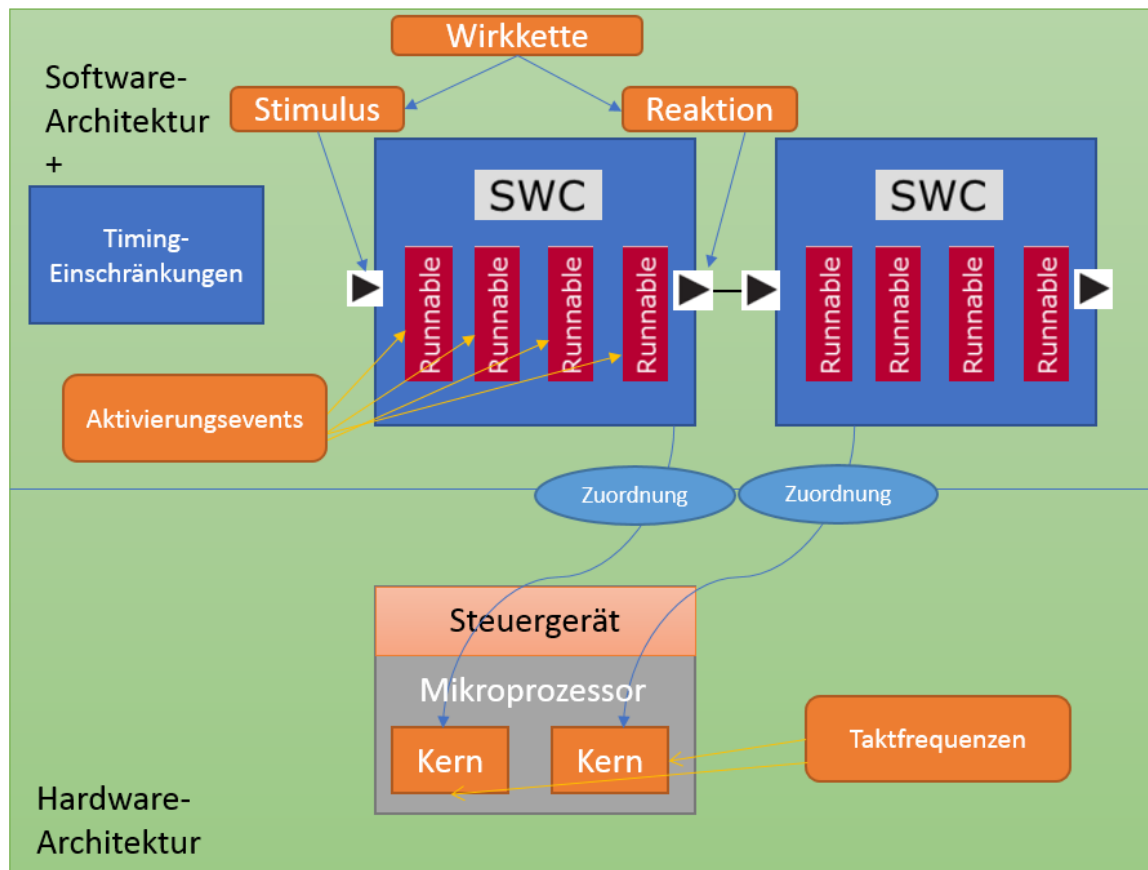 Wirkkette
Software-
Architektur
+
Stimulus
Reaktion
Timing-
Einschränkungen
SWC
SWC
Runnable
Runnable
Runnable
Runnable
Runnable
Runnable
Runnable
Runnable
Aktivierungsevents
Zuordnung
Zuordnung
Steuergerät
Mikroprozessor
Kern
Kern
Taktfrequenzen
Hardware-
Architektur